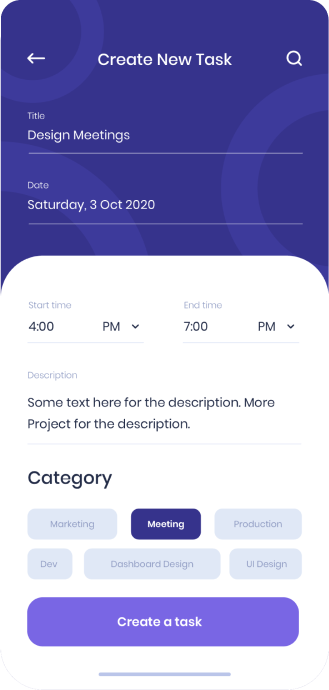 Create New Task
Title
Design Meetings
Date
Saturday, 3 Oct 2020
Start time
End time
4:00 PM
7:00 PM
Description
Some text here for the description. More
Project for the description.
Category
Marketing
Meeting
Production
Dev
Dashboard Design
UI Design
Create a task